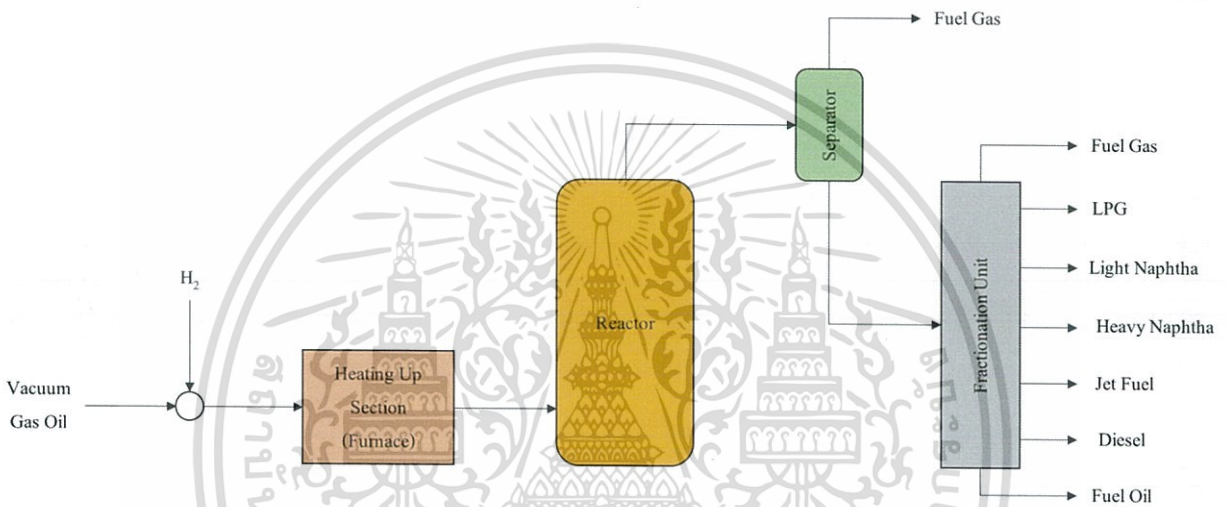 Fuel Gas
Separator
Fuel Gas
LPG
Light Naphtha
H2
Fractionation Unit
Reactor
Heavy Naphtha
Heating Up
Section
(Furnace)
Vacuum
Gas Oil
Jet Fuel
Diesel
Fuel Oil